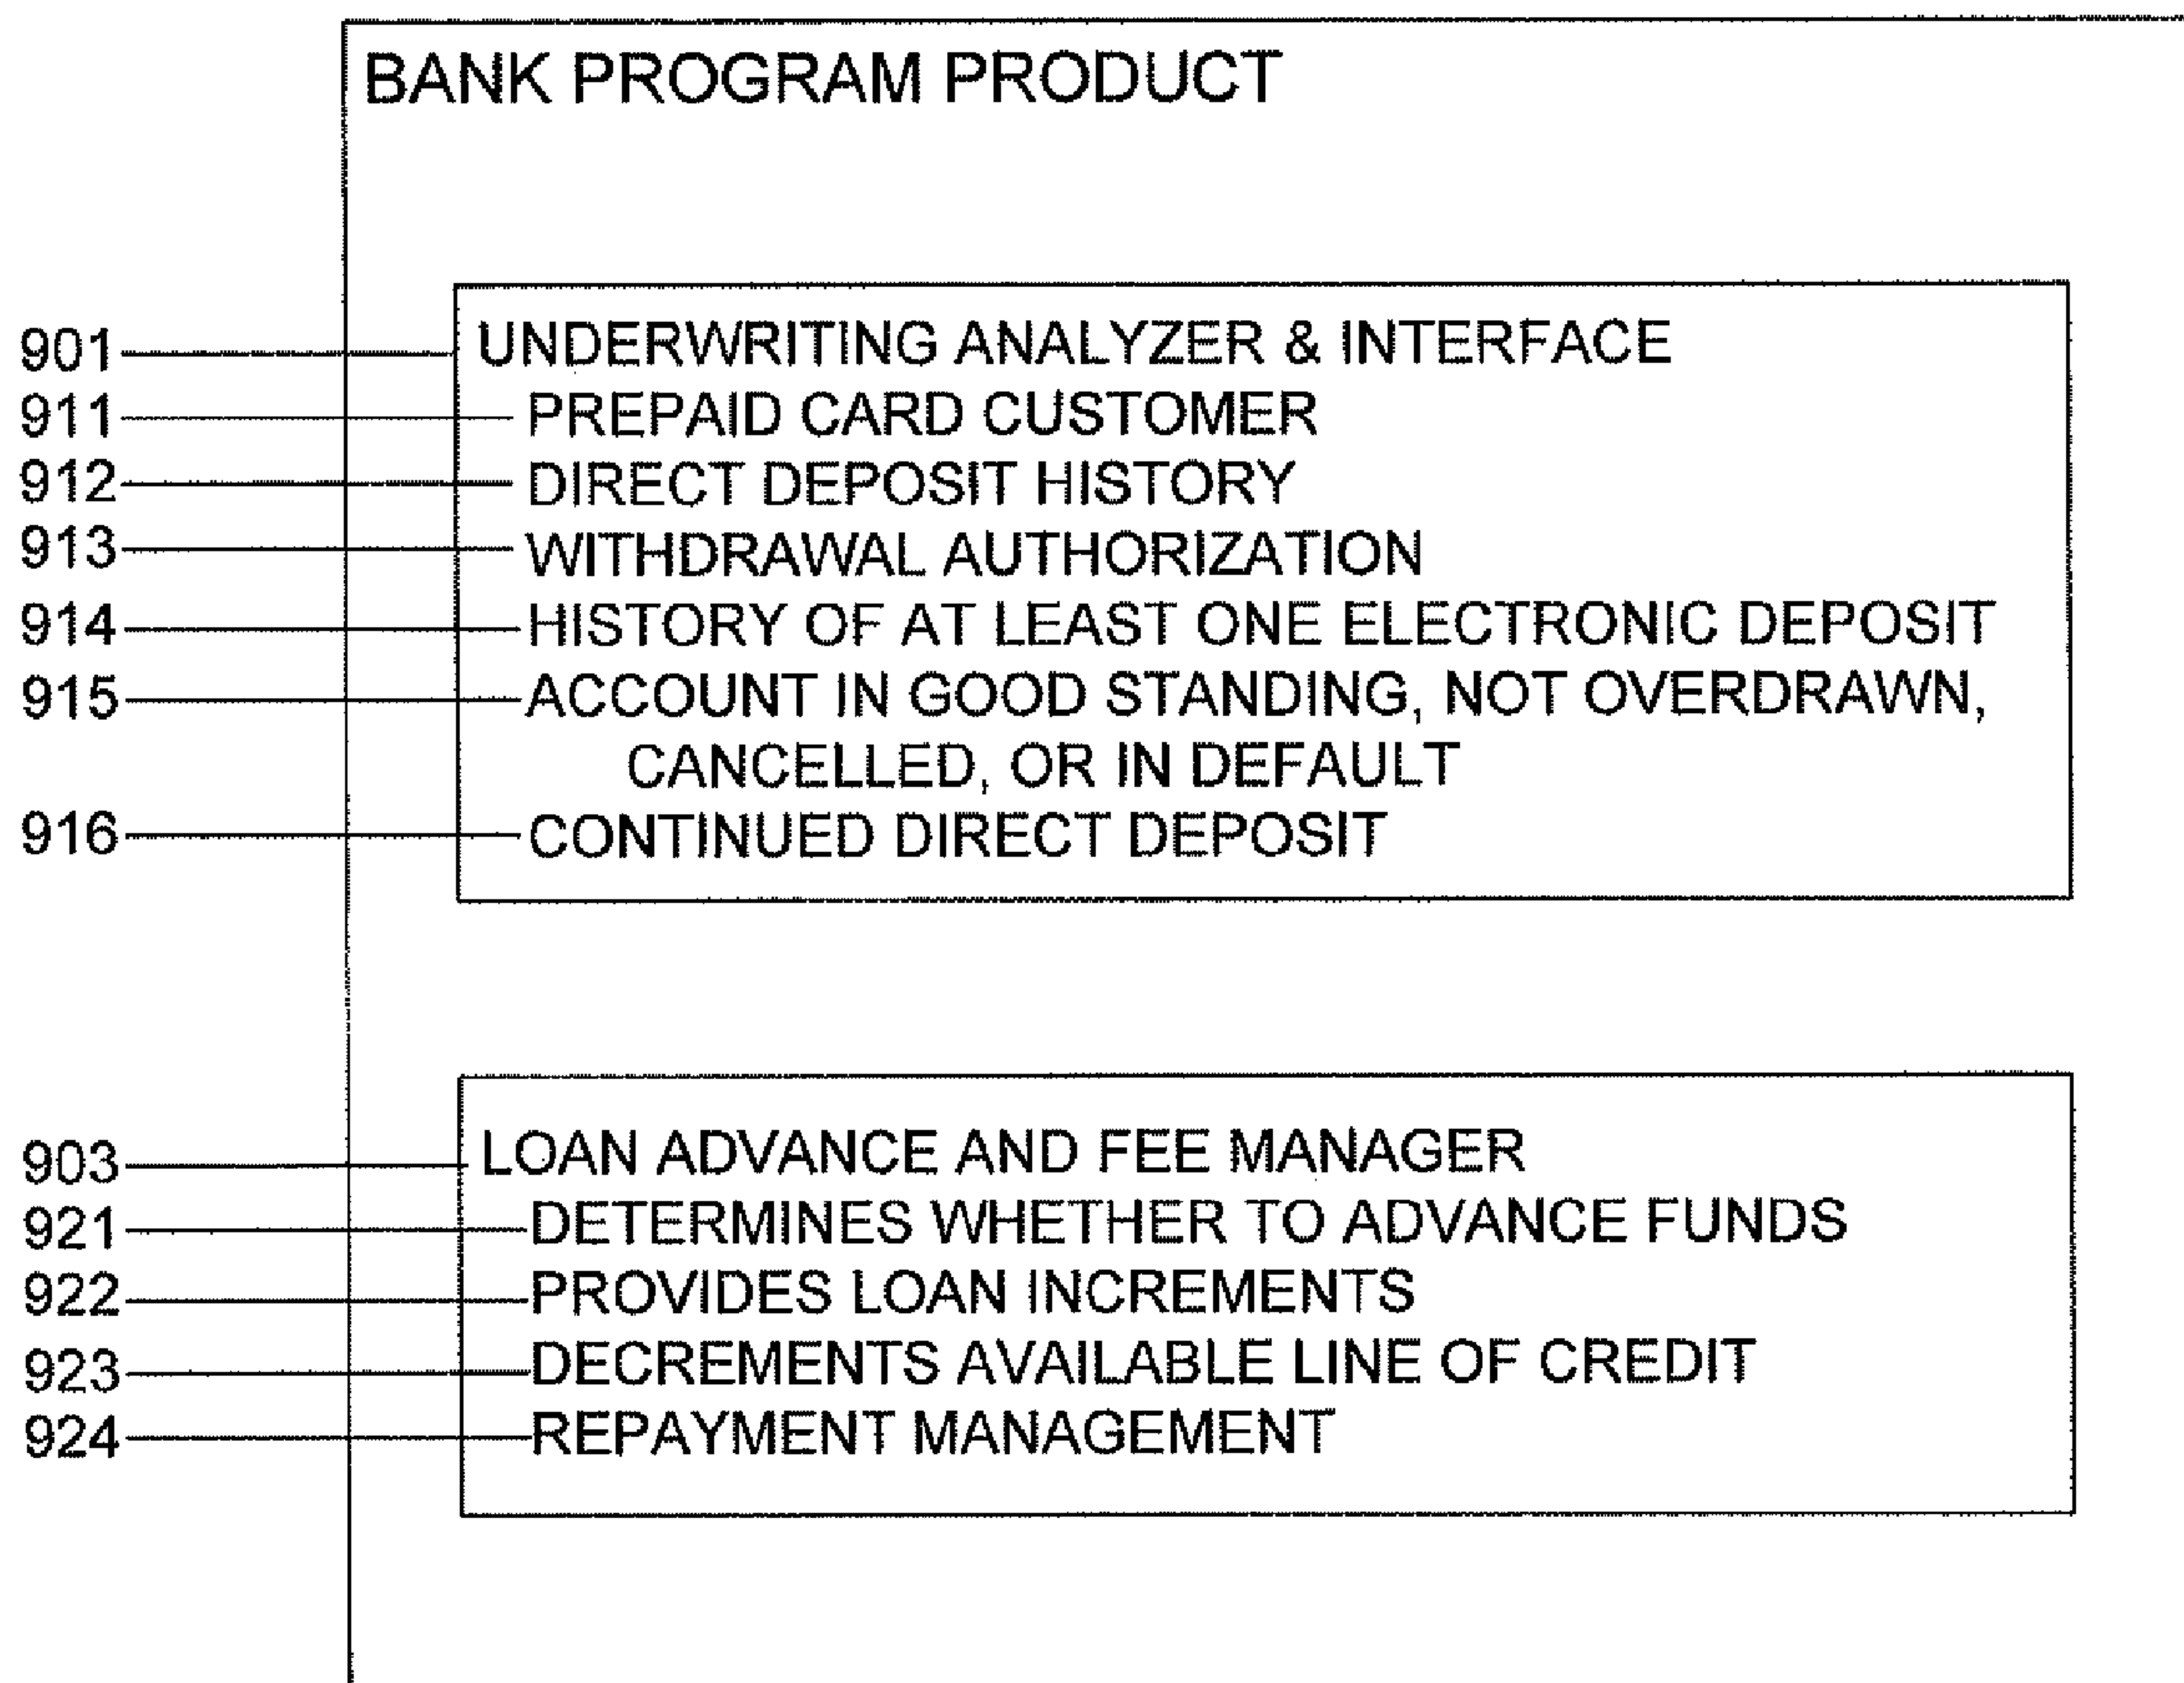 BANK PROGRAM PRODUCT
901 UNDERWRITING ANALYZER & INTERFACE
911 PREPAID CARD CUSTOMER
912 DIRECT DEPOSIT HISTORY
913 WITHDRAWAL AUTHORIZATION
914 HISTORY OF AT LEAST ONE ELECTRONIC DEPOSIT
915 ACCOUNT IN GOOD STANDING, NOT OVERDRAWN,
CANCELLED, OR IN DEFAULT
916 CONTINUED DIRECT DEPOSIT
903 LOAN ADVANCE AND FEE MANAGER
921 DETERMINES WHETHER TO ADVANCE FUNDS
922 PROVIDES LOAN INCREMENTS
923 DECREMENTS AVAILABLE LINE OF CREDIT
924 REPAYMENT MANAGEMENT